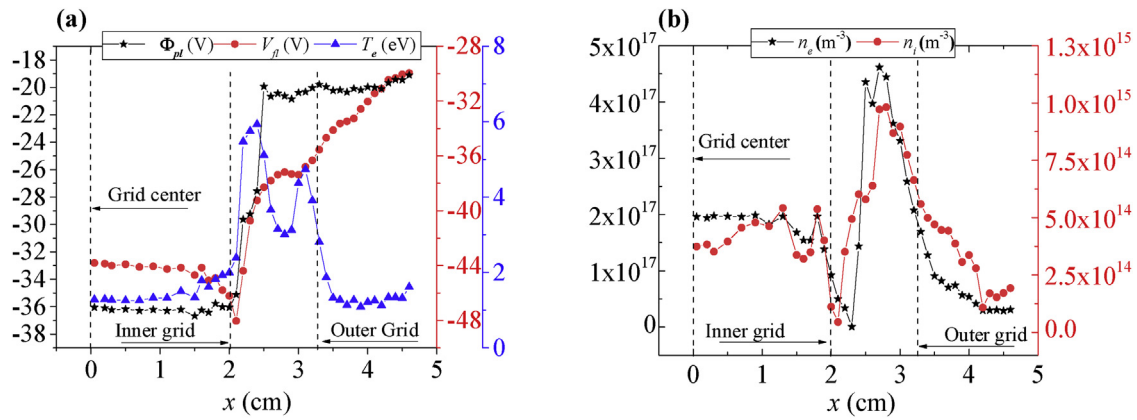 (a)
Φpl (V) Vfl (V) Te (eV)
-18
-20
-22
-24
-26
-28
-30
-32
-34
-36
-38
-28
-30
-32
-36
-40
-44
-48
8
7
6
4
2
1
0
Grid center
Inner grid
Outer Grid
0 1 2 3 4 5
x (cm)
(b)
ne (m-3) ni (m-3)
5x10^17
4x10^17
3x10^17
2x10^17
1x10^17
0
1.3x10^15
1.0x10^15
7.5x10^14
5.0x10^14
2.5x10^14
0.0
Grid center
Inner grid
Outer grid
0 1 2 3 4 5
x (cm)